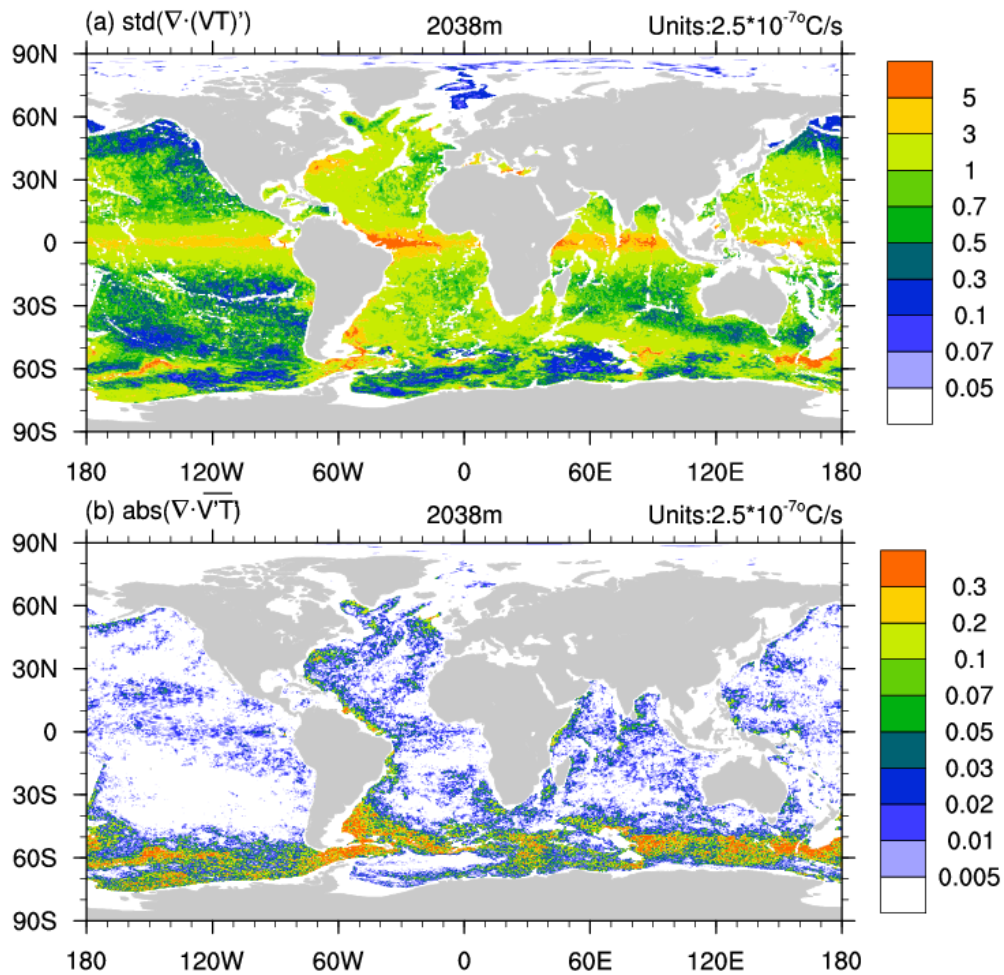 (a) std(∇·(VT)') 2038m Units:2.5*10⁻⁷°C/s
90N
60N
30N
0
30S
60S
90S
180 120W 60W 0 60E 120E 180
5
3
1
0.7
0.5
0.3
0.1
0.07
0.05
(b) abs(∇·V̅'̅T̅'̅) 2038m Units:2.5*10⁻⁷°C/s
90N
60N
30N
0
30S
60S
90S
180 120W 60W 0 60E 120E 180
0.3
0.2
0.1
0.07
0.05
0.03
0.02
0.01
0.005